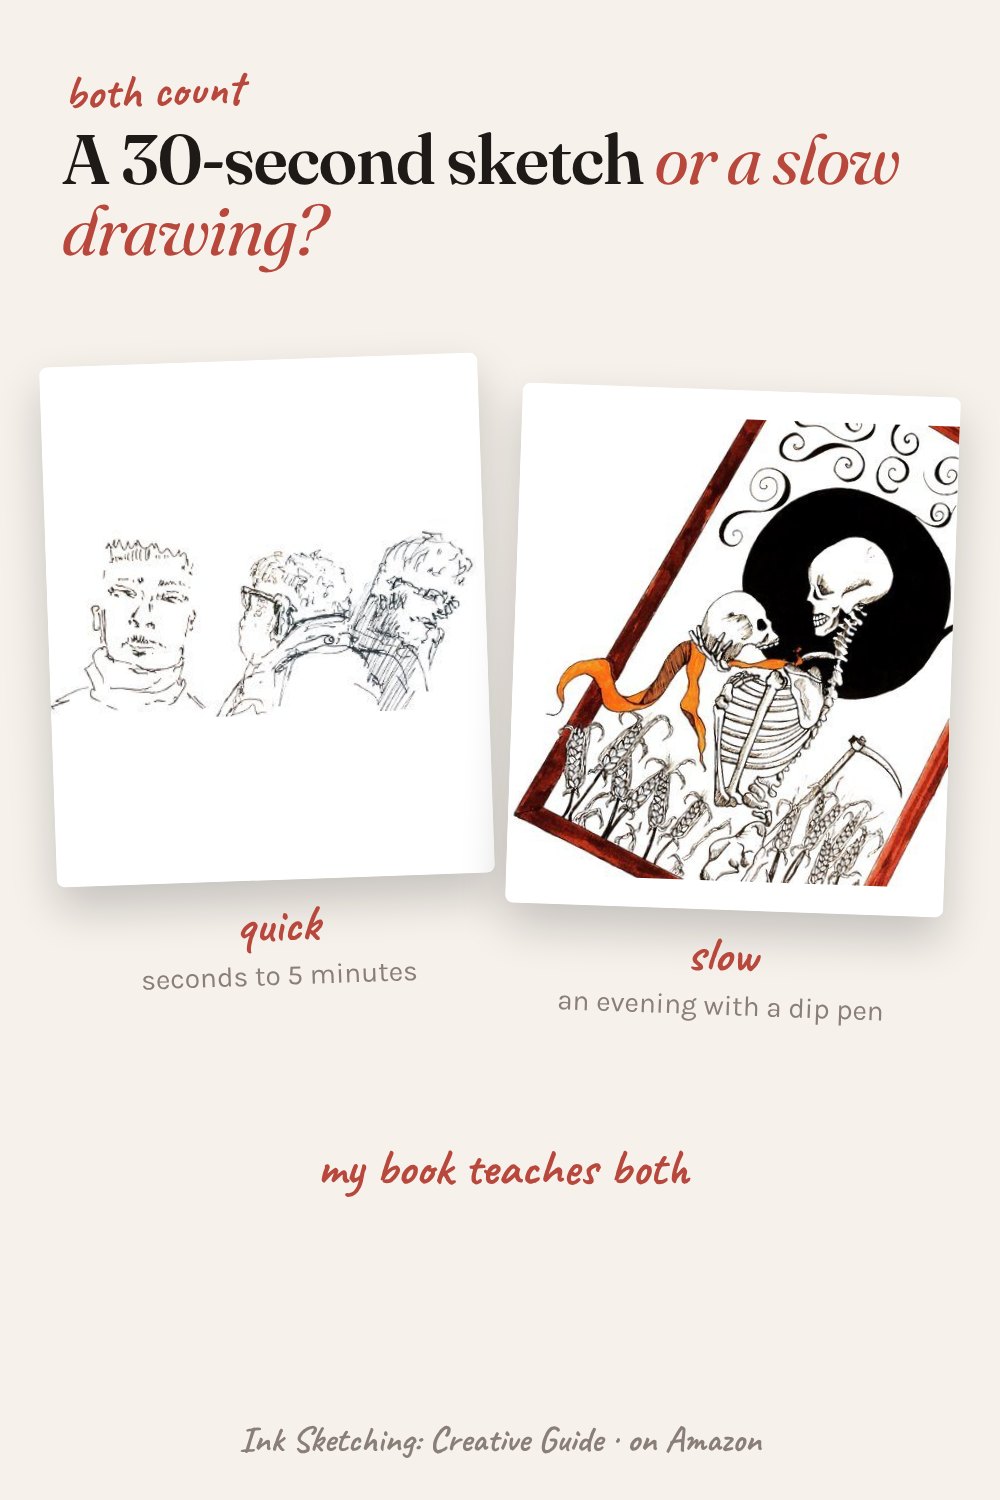 both count
A 30-second sketch or a slow
drawing?
quick
seconds to 5 minutes
slow
an evening with a dip pen
my book teaches both
Ink Sketching: Creative Guide · on Amazon